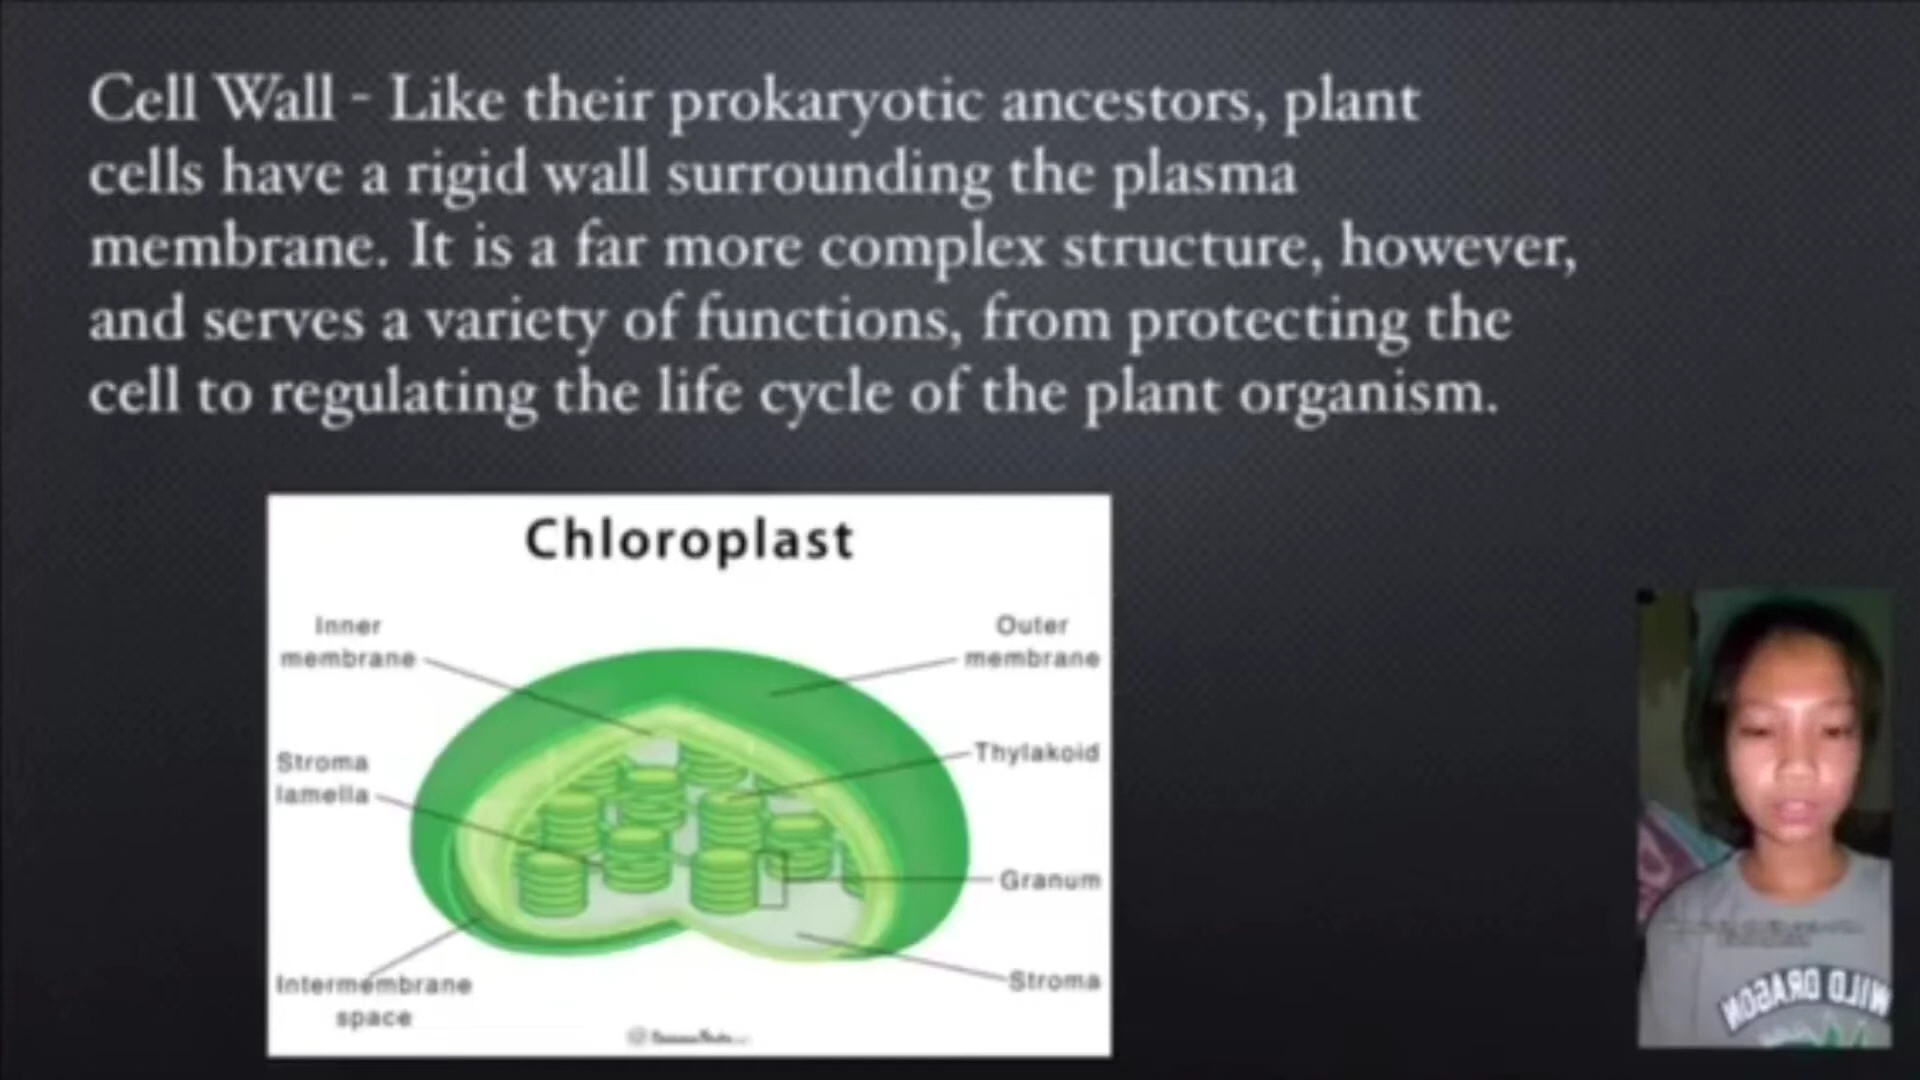 Cell Wall - Like their prokaryotic ancestors, plant
cells have a rigid wall surrounding the plasma
membrane. It is a far more complex structure, however,
and serves a variety of functions, from protecting the
cell to regulating the life cycle of the plant organism.
Chloroplast
Inner
membrane
Outer
membrane
Stroma
lamella
Thylakoid
Granum
Intermembrane
space
Stroma
WILD DRAGON